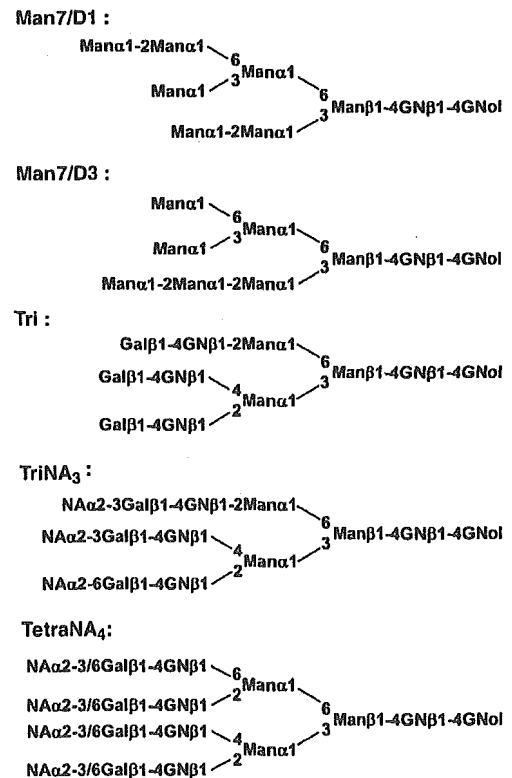 Man7/D1 :
Manα1-2Manα1
6
Manα1
3
Manα1
6
Manβ1-4GNβ1-4GNol
3
Manα1-2Manα1
Man7/D3 :
Manα1
6
Manα1
3
Manα1
6
Manβ1-4GNβ1-4GNol
3
Manα1-2Manα1-2Manα1
Tri :
Galβ1-4GNβ1-2Manα1
6
Manβ1-4GNβ1-4GNol
3
Galβ1-4GNβ1
4
Manα1
2
Galβ1-4GNβ1
TriNA3 :
NAα2-3Galβ1-4GNβ1-2Manα1
6
Manβ1-4GNβ1-4GNol
3
NAα2-3Galβ1-4GNβ1
4
Manα1
2
NAα2-6Galβ1-4GNβ1
TetraNA4:
NAα2-3/6Galβ1-4GNβ1
6
Manα1
2
NAα2-3/6Galβ1-4GNβ1
6
Manβ1-4GNβ1-4GNol
3
NAα2-3/6Galβ1-4GNβ1
4
Manα1
2
NAα2-3/6Galβ1-4GNβ1